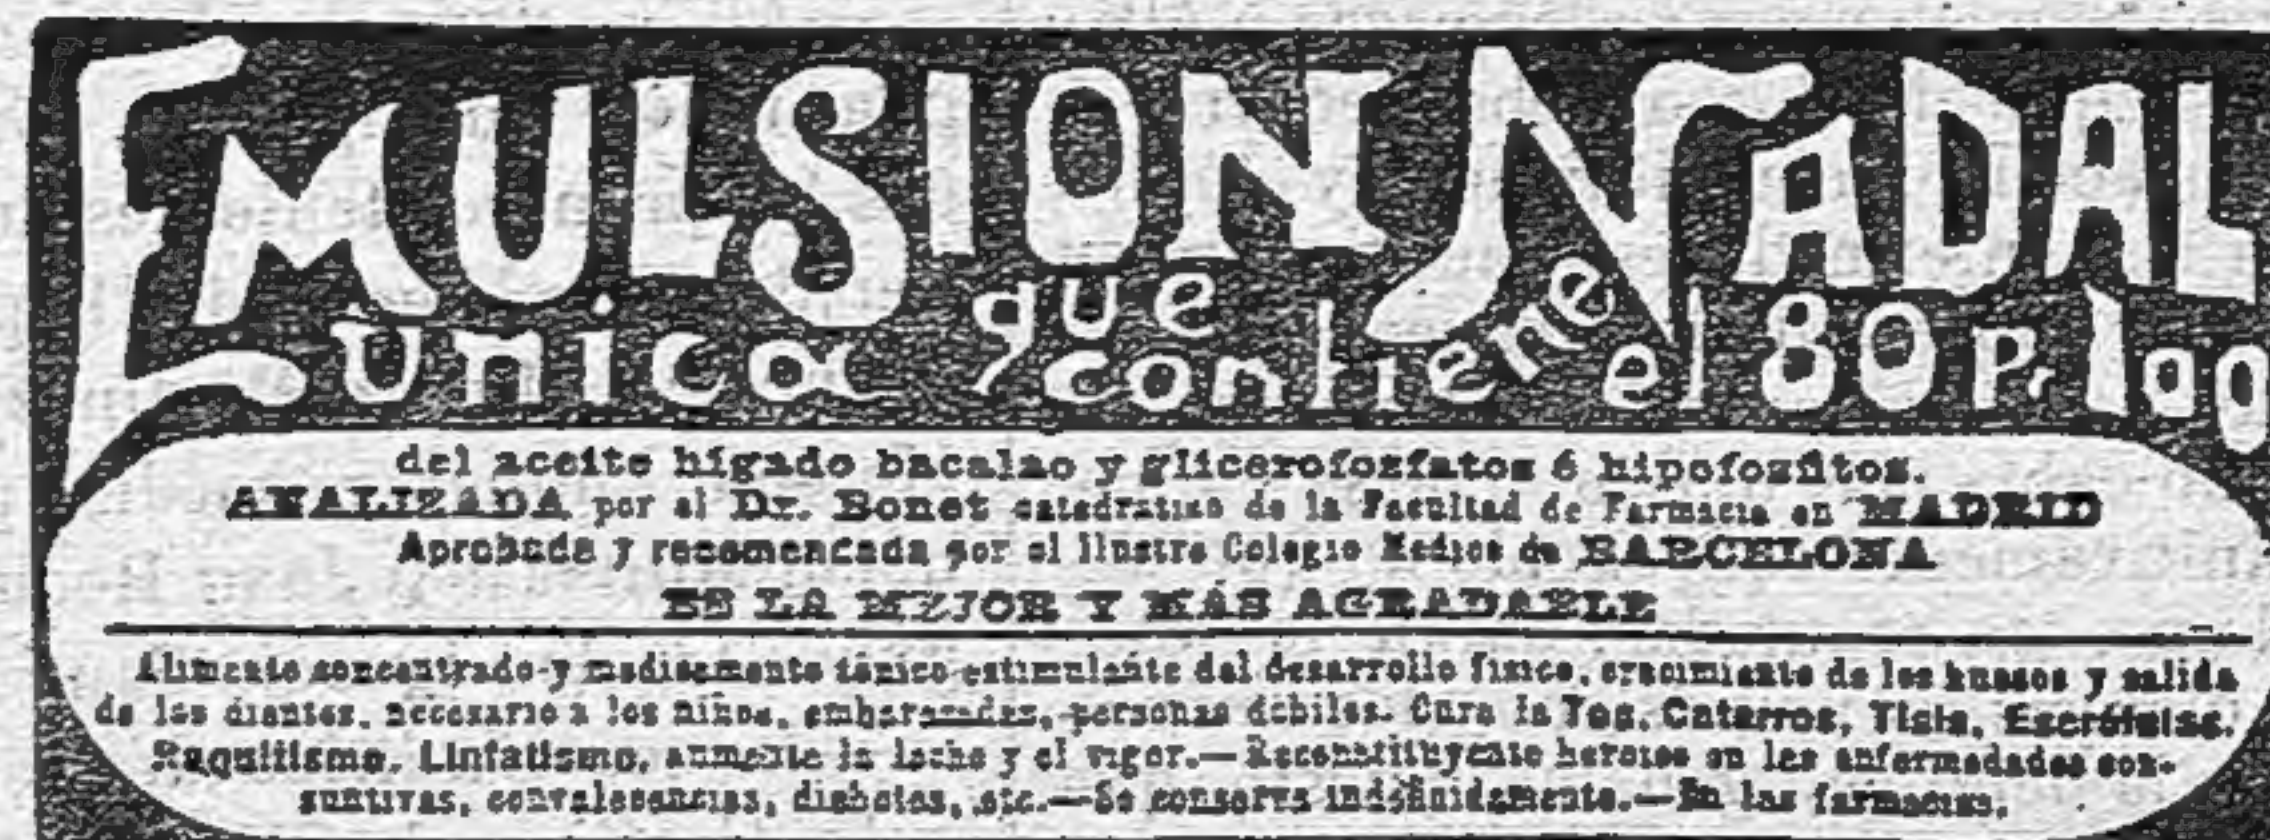 EMULSION NADAL
única que contiene el 80 p. 100
del aceite hígado bacalao y glicerofosfatos é hipofosfitos.
ANALIZADA por el Dr. Bonet catedrático de la Facultad de Farmacia en MADRID
Aprobada y recomendada por el Ilustre Colegio Médico de BARCELONA
ES LA MEJOR Y MÁS AGRADABLE
Alimento concentrado y medicamento tónico-estimulante del desarrollo físico, crecimiento de los huesos y salida
de los dientes, necesario a los niños, embarazadas, personas débiles. Cura la Tos, Catarros, Tisis, Escrófulas,
Raquitismo, Linfatismo, aumenta la leche y el vigor.—Reconstituyente heroico en las enfermedades con-
suntivas, convalescencias, diabetes, etc.—Se conserva indefinidamente.—En las farmacias.